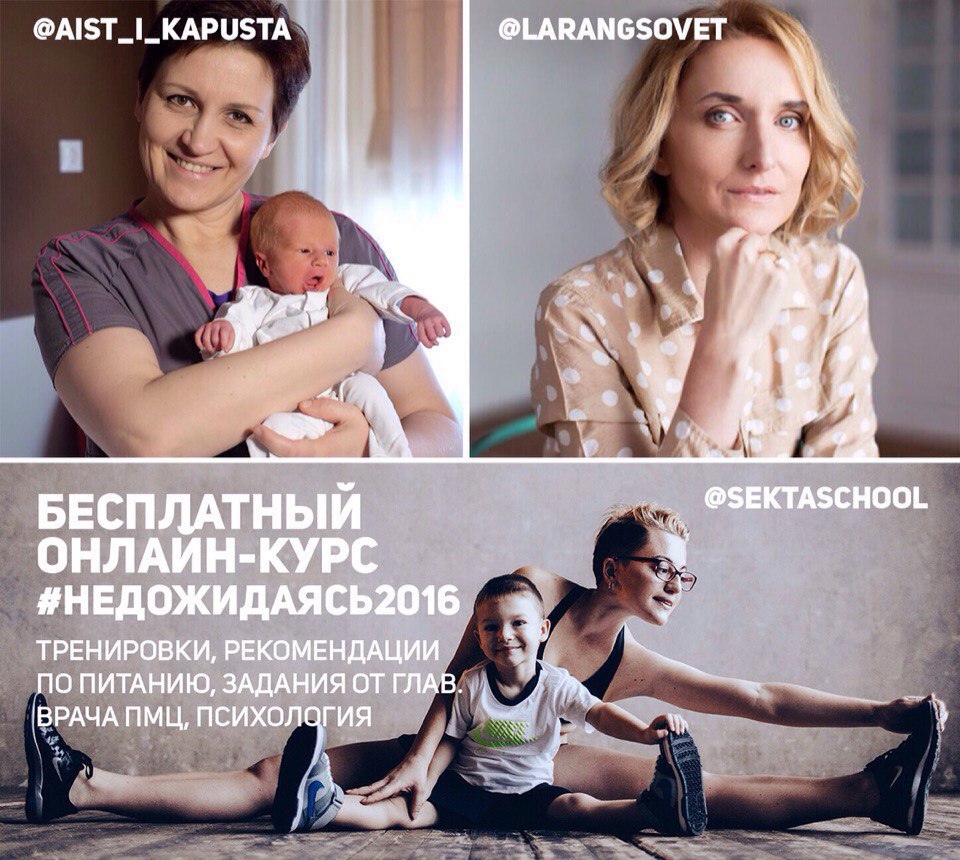 @AIST_I_KAPUSTA
@LARANGSOVET
БЕСПЛАТНЫЙ
ОНЛАЙН-КУРС
#НЕДОЖИДАЯСЬ2016
ТРЕНИРОВКИ, РЕКОМЕНДАЦИИ
ПО ПИТАНИЮ, ЗАДАНИЯ ОТ ГЛАВ.
ВРАЧА ПМЦ, ПСИХОЛОГИЯ
@SEKTASCHOOL